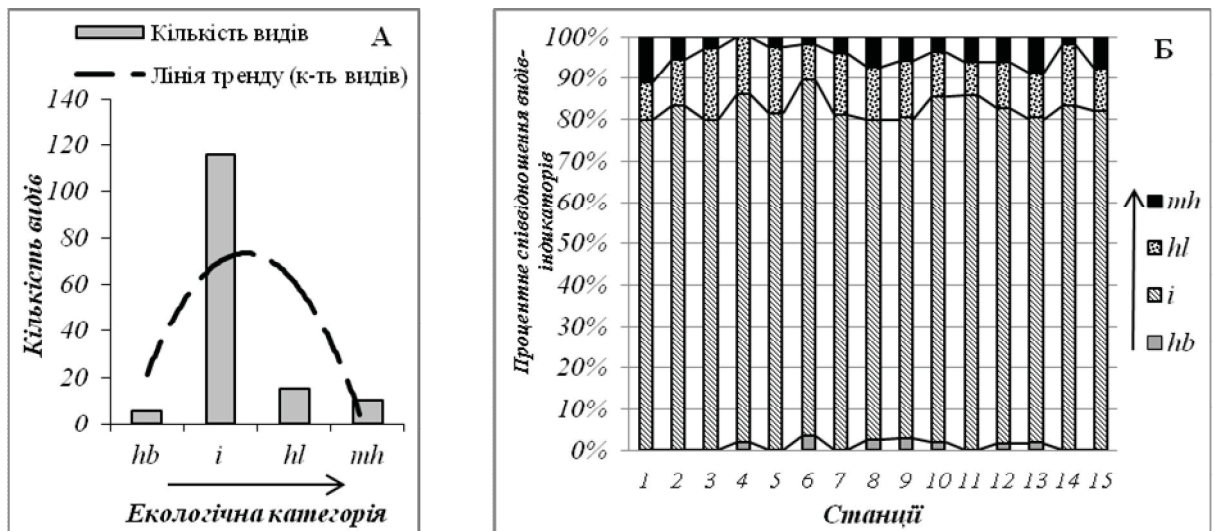 Кількість видів
А
Лінія тренду (к-ть видів)
140
120
100
80
60
40
20
0
Кількість видів
hb i hl mh
Екологічна категорія
Б
100%
90%
80%
70%
60%
50%
40%
30%
20%
10%
0%
Процентне співвідношення видів-
індикаторів
mh
hl
i
hb
1 2 3 4 5 6 7 8 9 10 11 12 13 14 15
Станції